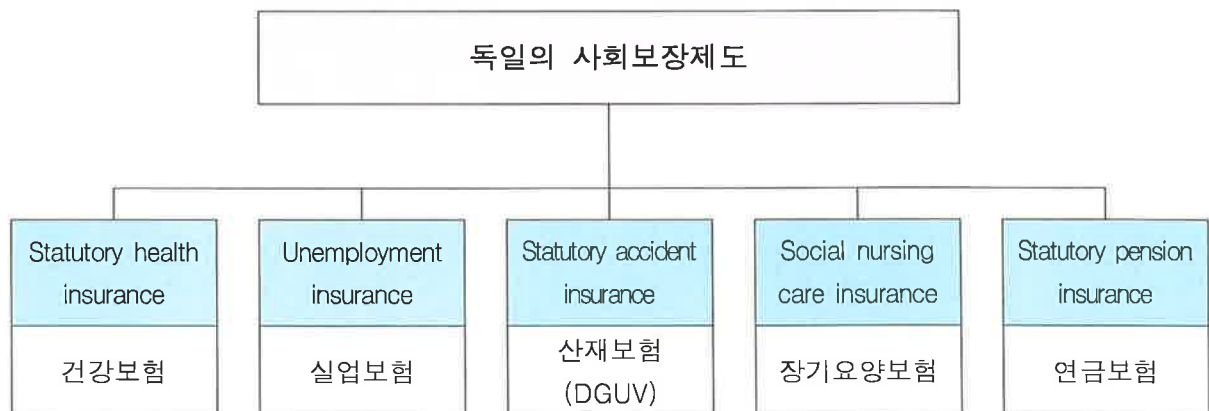 독일의 사회보장제도
Statutory health
insurance
건강보험
Unemployment
insurance
실업보험
Statutory accident
insurance
산재보험
(DGUV)
Social nursing
care insurance
장기요양보험
Statutory pension
insurance
연금보험